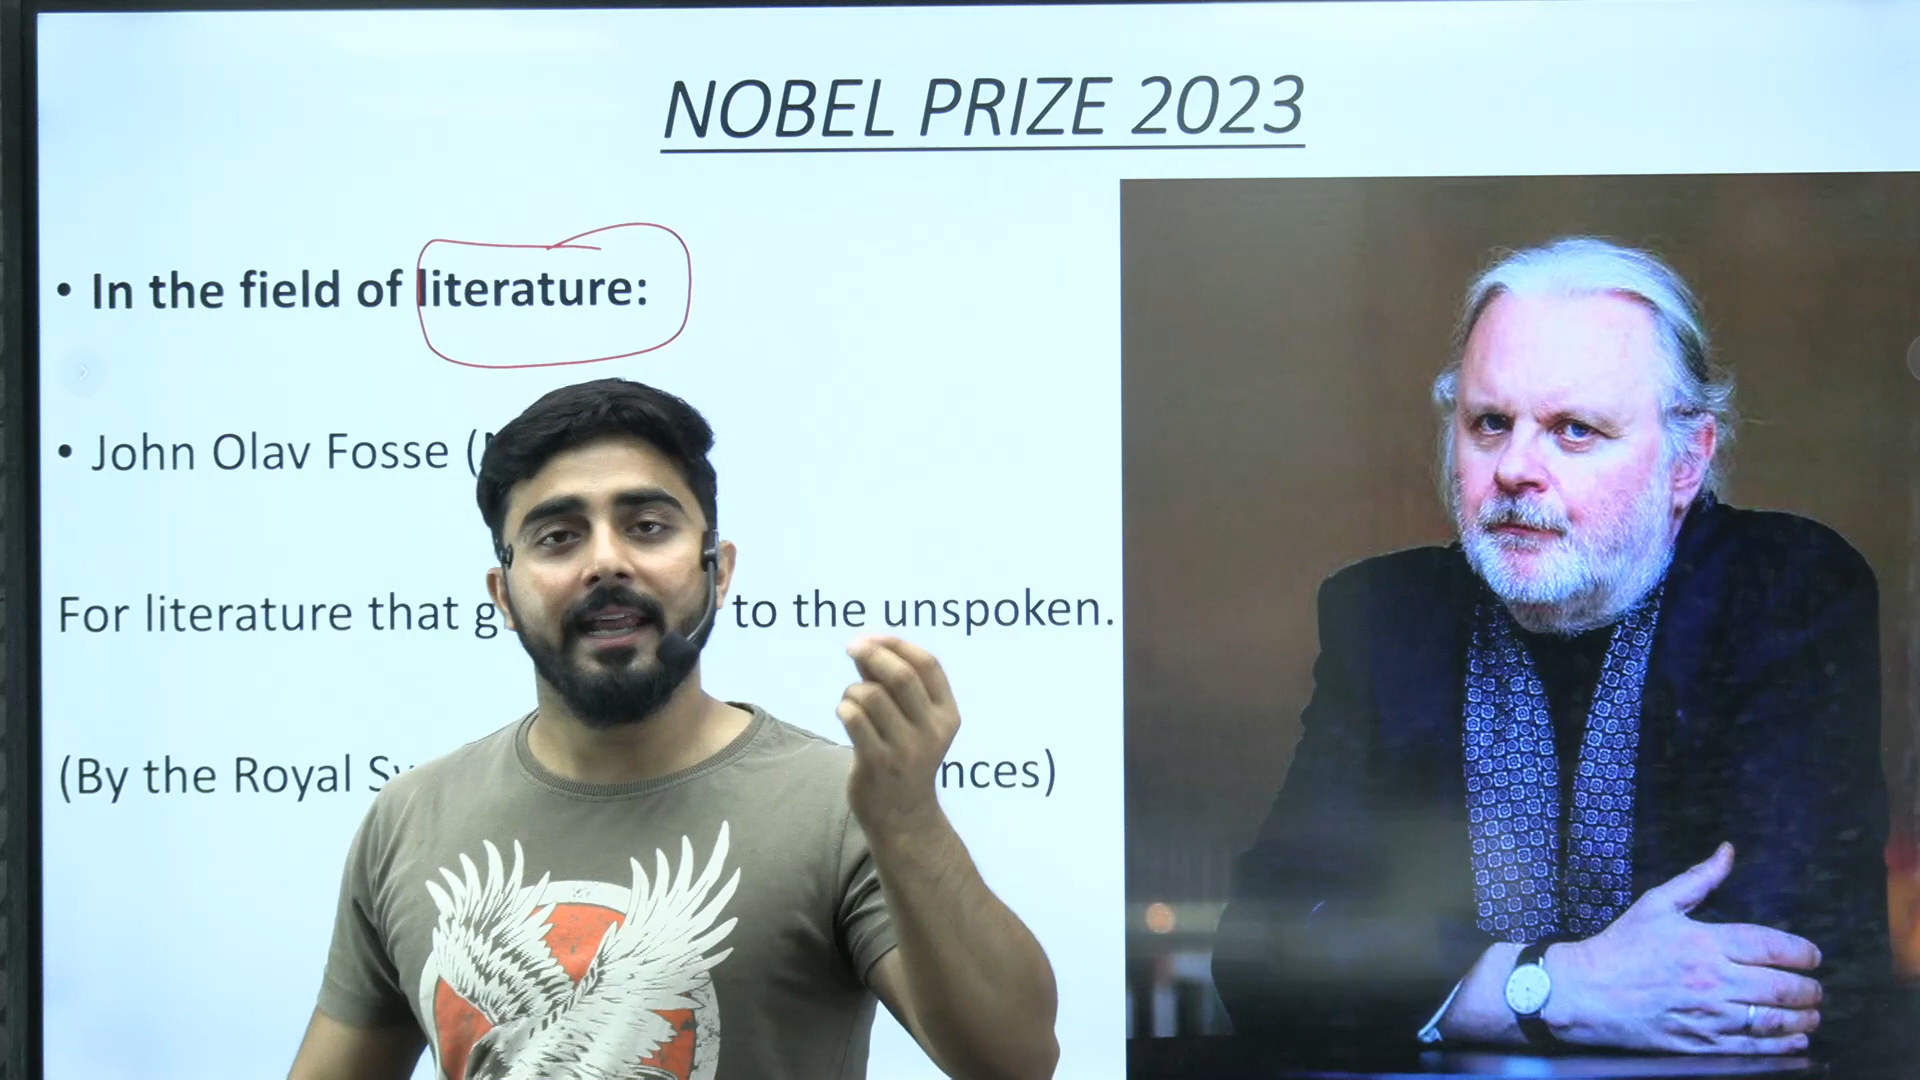 NOBEL PRIZE 2023
• In the field of literature:
• John Olav Fosse (
For literature that to the unspoken.
(By the Royal